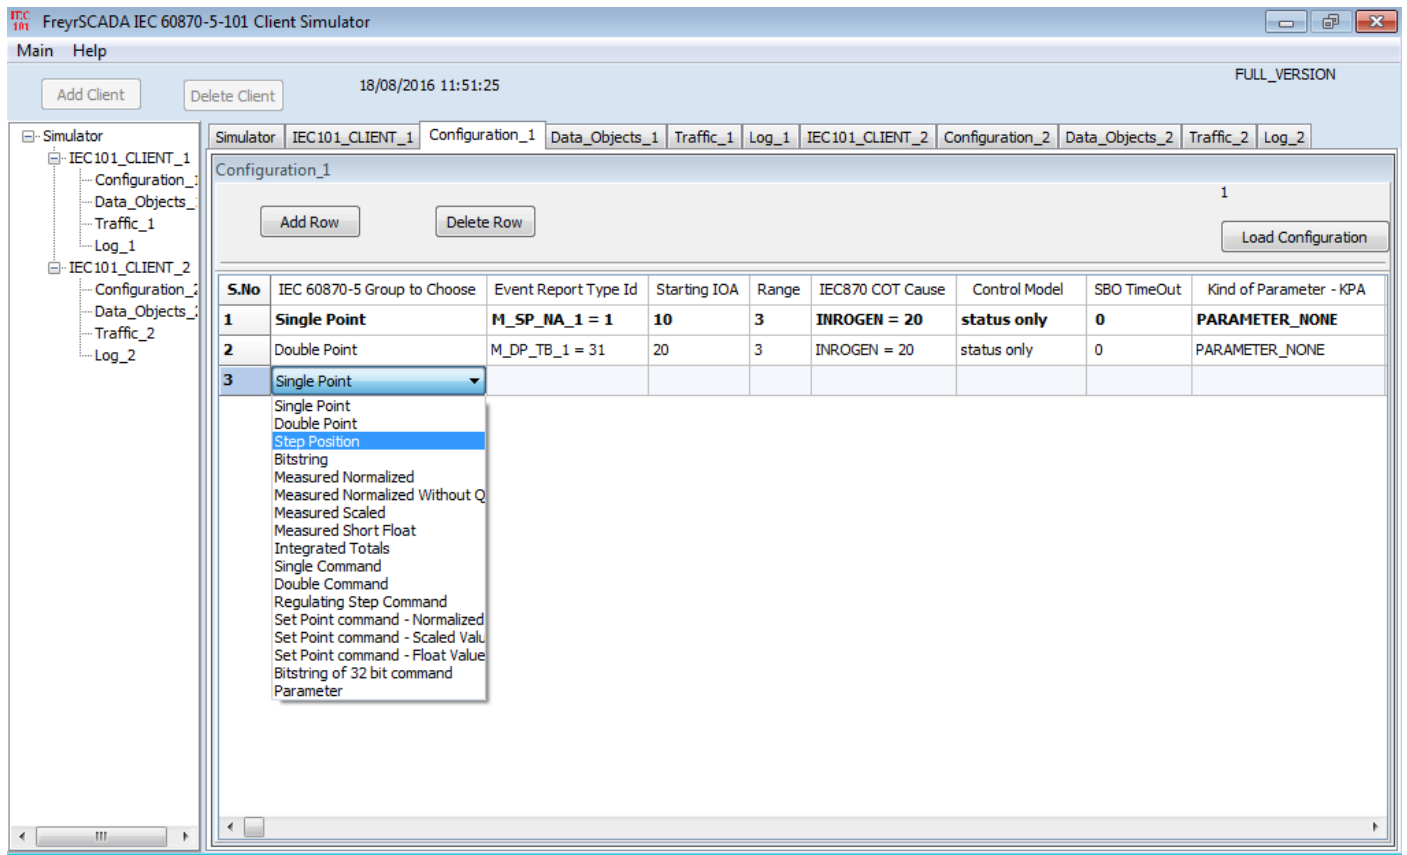 IEC
101
FreyrSCADA IEC 60870-5-101 Client Simulator
Main Help
Add Client Delete Client 18/08/2016 11:51:25 FULL_VERSION
Simulator
IEC101_CLIENT_1
Configuration_1
Data_Objects_
Traffic_1
Log_1
IEC101_CLIENT_2
Configuration_2
Data_Objects_2
Traffic_2
Log_2
Simulator IEC101_CLIENT_1 Configuration_1 Data_Objects_1 Traffic_1 Log_1 IEC101_CLIENT_2 Configuration_2 Data_Objects_2 Traffic_2 Log_2
Configuration_1
1
Add Row Delete Row Load Configuration
S.No IEC 60870-5 Group to Choose Event Report Type Id Starting IOA Range IEC870 COT Cause Control Model SBO TimeOut Kind of Parameter - KPA
1 Single Point M_SP_NA_1 = 1 10 3 INROGEN = 20 status only 0 PARAMETER_NONE
2 Double Point M_DP_TB_1 = 31 20 3 INROGEN = 20 status only 0 PARAMETER_NONE
3 Single Point
Single Point
Double Point
Step Position
Bitstring
Measured Normalized
Measured Normalized Without Q
Measured Scaled
Measured Short Float
Integrated Totals
Single Command
Double Command
Regulating Step Command
Set Point command - Normalized
Set Point command - Scaled Valu
Set Point command - Float Value
Bitstring of 32 bit command
Parameter